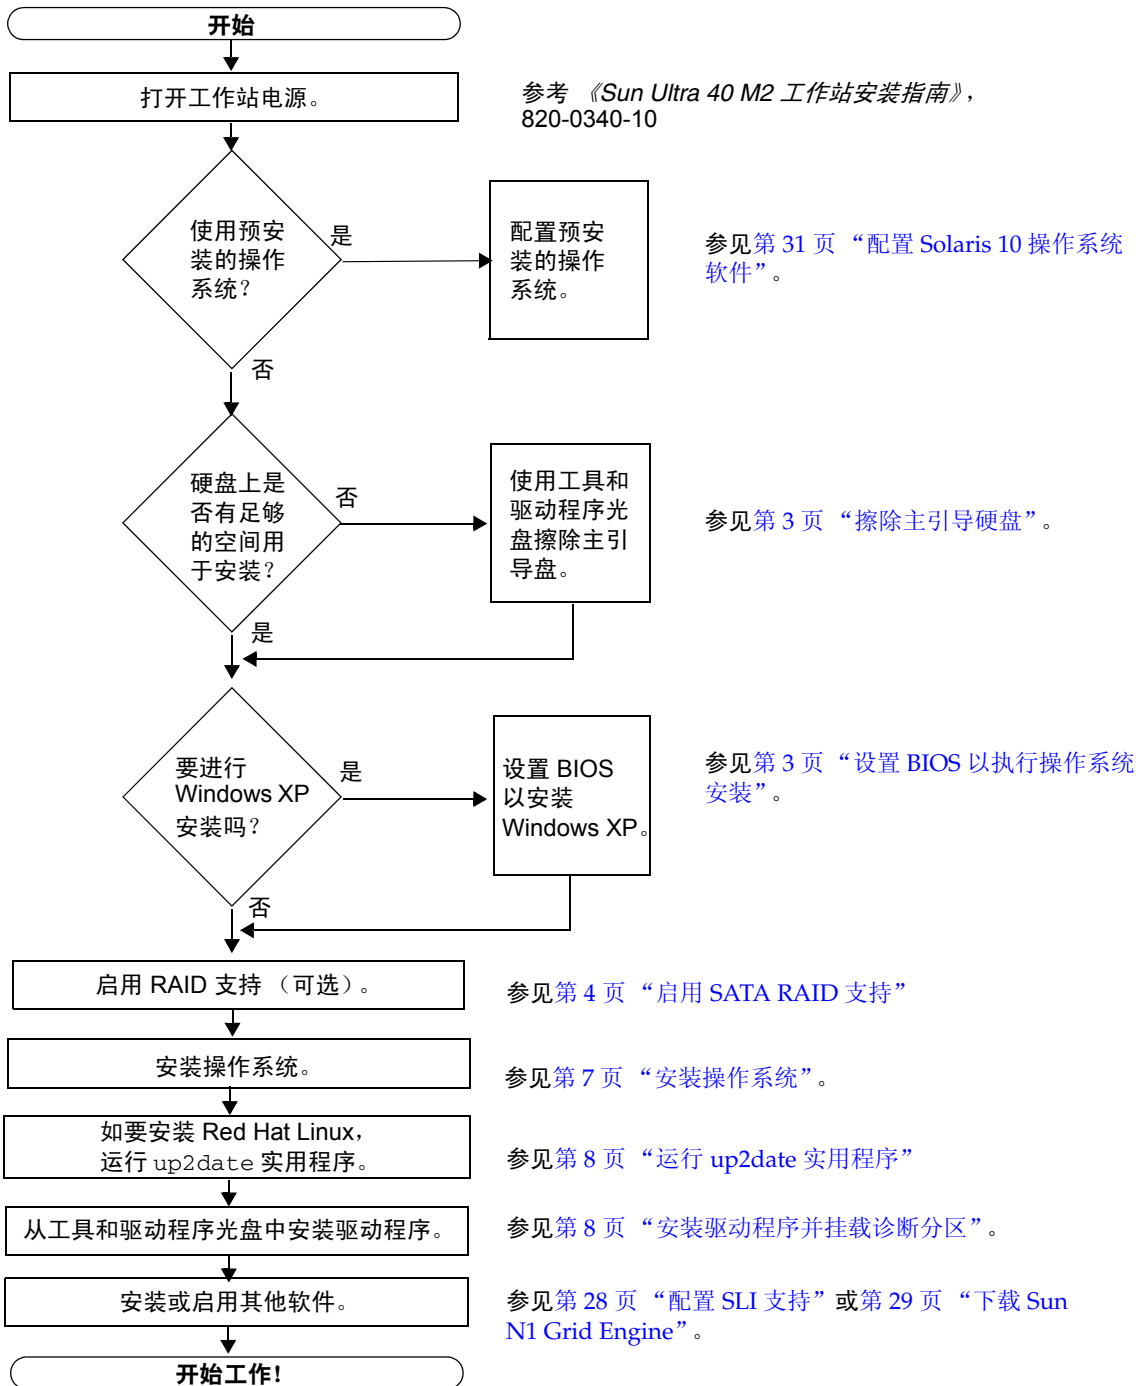 开始
打开工作站电源。
参考 《Sun Ultra 40 M2 工作站安装指南》，
820-0340-10
使用预安
装的操作
系统？
是
配置预安
装的操作
系统。
参见第 31 页 “配置 Solaris 10 操作系统
软件”。
否
硬盘上是
否有足够
的空间用
于安装？
否
使用工具和
驱动程序光
盘擦除主引
导盘。
参见第 3 页 “擦除主引导硬盘”。
是
要进行
Windows XP
安装吗？
是
设置 BIOS
以安装
Windows XP。
参见第 3 页 “设置 BIOS 以执行操作系统
安装”。
否
启用 RAID 支持 （可选）。
参见第 4 页 “启用 SATA RAID 支持”
安装操作系统。
参见第 7 页 “安装操作系统”。
如要安装 Red Hat Linux，
运行 up2date 实用程序。
参见第 8 页 “运行 up2date 实用程序”
从工具和驱动程序光盘中安装驱动程序。
参见第 8 页 “安装驱动程序并挂载诊断分区”。
安装或启用其他软件。
参见第 28 页 “配置 SLI 支持”或第 29 页 “下载 Sun
N1 Grid Engine”。
开始工作！